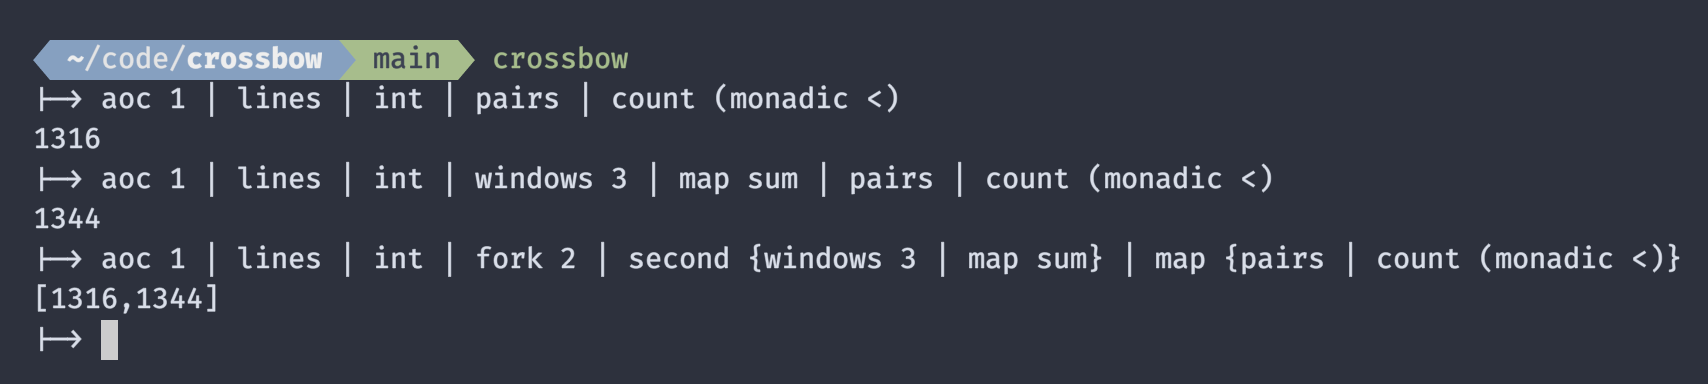 ~/code/crossbow main crossbow
|--> aoc 1 | lines | int | pairs | count (monadic <)
1316
|--> aoc 1 | lines | int | windows 3 | map sum | pairs | count (monadic <)
1344
|--> aoc 1 | lines | int | fork 2 | second {windows 3 | map sum} | map {pairs | count (monadic <)}
[1316,1344]
|-->